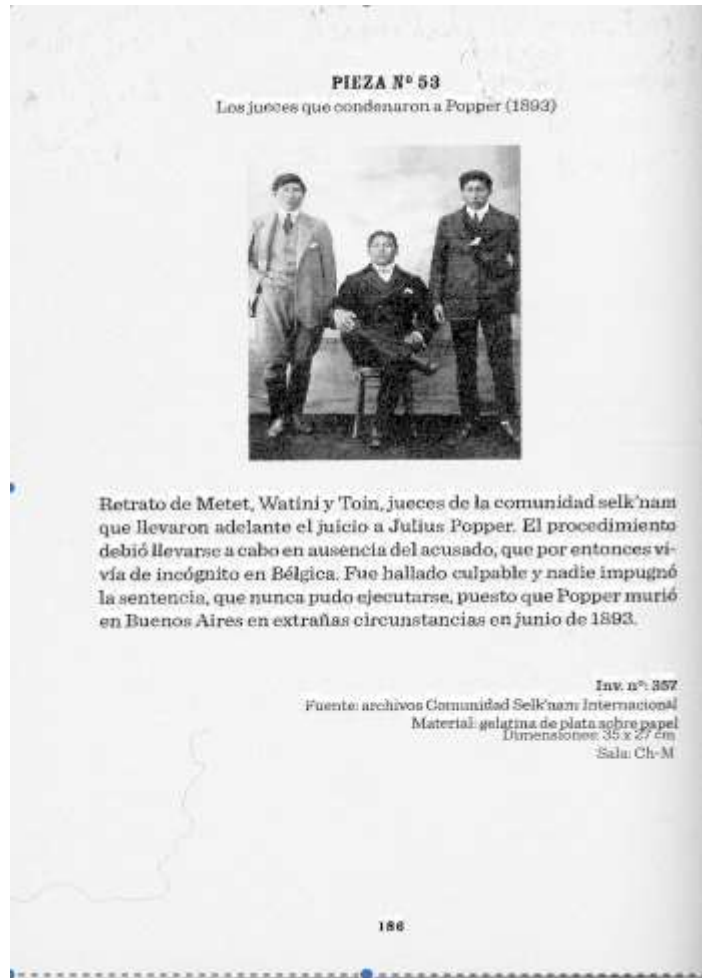 PIEZA Nº 53
Los jueces que condenaron a Popper (1893)
Retrato de Metet, Watini y Toin, jueces de la comunidad selk'nam
que llevaron adelante el juicio a Julius Popper. El procedimiento
debió llevarse a cabo en ausencia del acusado, que por entonces vi-
vía de incógnito en Bélgica. Fue hallado culpable y nadie impugnó
la sentencia, que nunca pudo ejecutarse, puesto que Popper murió
en Buenos Aires en extrañas circunstancias en junio de 1893.
Inv. nº: 357
Fuente: archivos Comunidad Selk'nam Internacional
Material: gelatina de plata sobre papel
Dimensiones: 35 x 27 cm
Sala: Ch-M
186